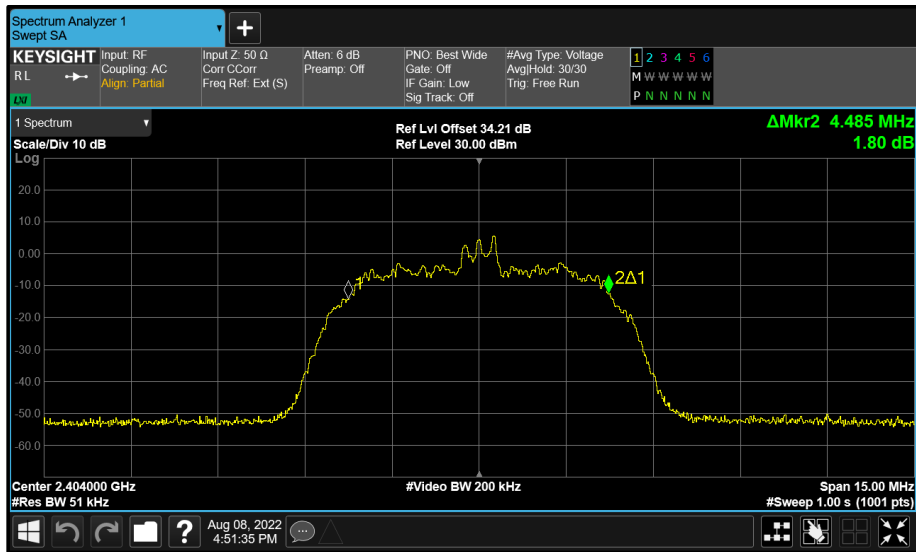 Spectrum Analyzer 1
Swept SA
▼
+
KEYSIGHT
RL
LXI
Input: RF
Coupling: AC
Align: Partial
Input Z: 50 Ω
Corr CCorr
Freq Ref: Ext (S)
Atten: 6 dB
Preamp: Off
PNO: Best Wide
Gate: Off
IF Gain: Low
Sig Track: Off
#Avg Type: Voltage
Avg|Hold: 30/30
Trig: Free Run
1 2 3 4 5 6
M W W W W W
P N N N N N
1 Spectrum ▼
Scale/Div 10 dB
Ref Lvl Offset 34.21 dB
Ref Level 30.00 dBm
ΔMkr2 4.485 MHz
1.80 dB
Log
20.0
10.0
0.00
-10.0
-20.0
-30.0
-40.0
-50.0
-60.0
1
2Δ1
Center 2.404000 GHz
#Res BW 51 kHz
#Video BW 200 kHz
Span 15.00 MHz
#Sweep 1.00 s (1001 pts)
?
Aug 08, 2022
4:51:35 PM